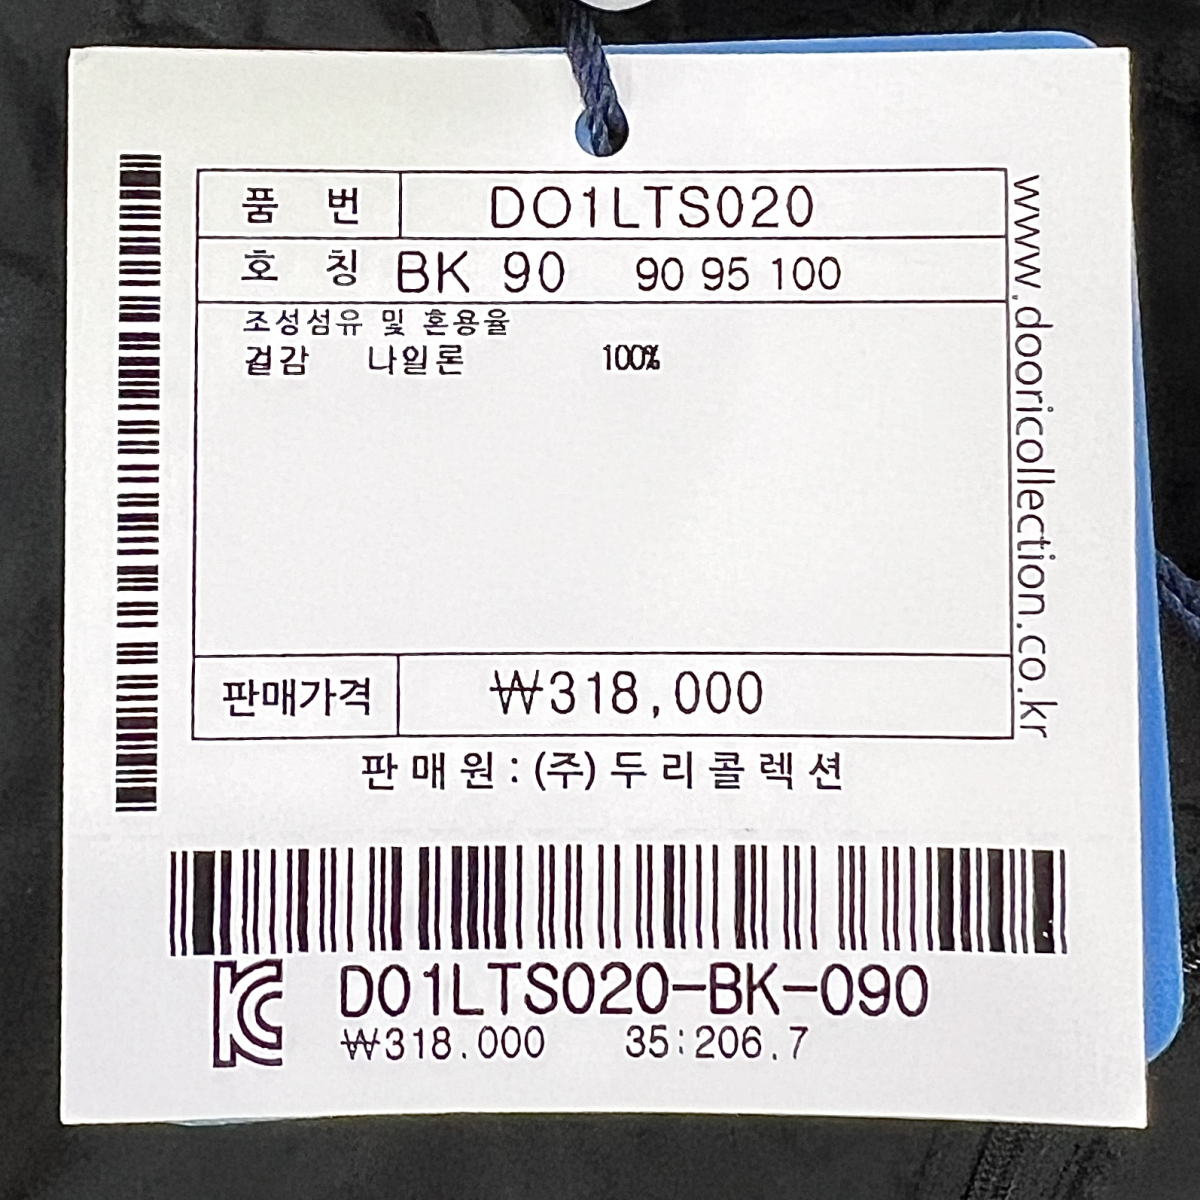 품 번 DO1LTS020
호 칭 BK 90 90 95 100
조성섬유 및 혼용율
겉감 나일론 100%
판매가격 ₩318,000
판매원 : (주)두리콜렉션
www.dooricollection.co.kr
KC DO1LTS020-BK-090
₩318.000 35:206.7